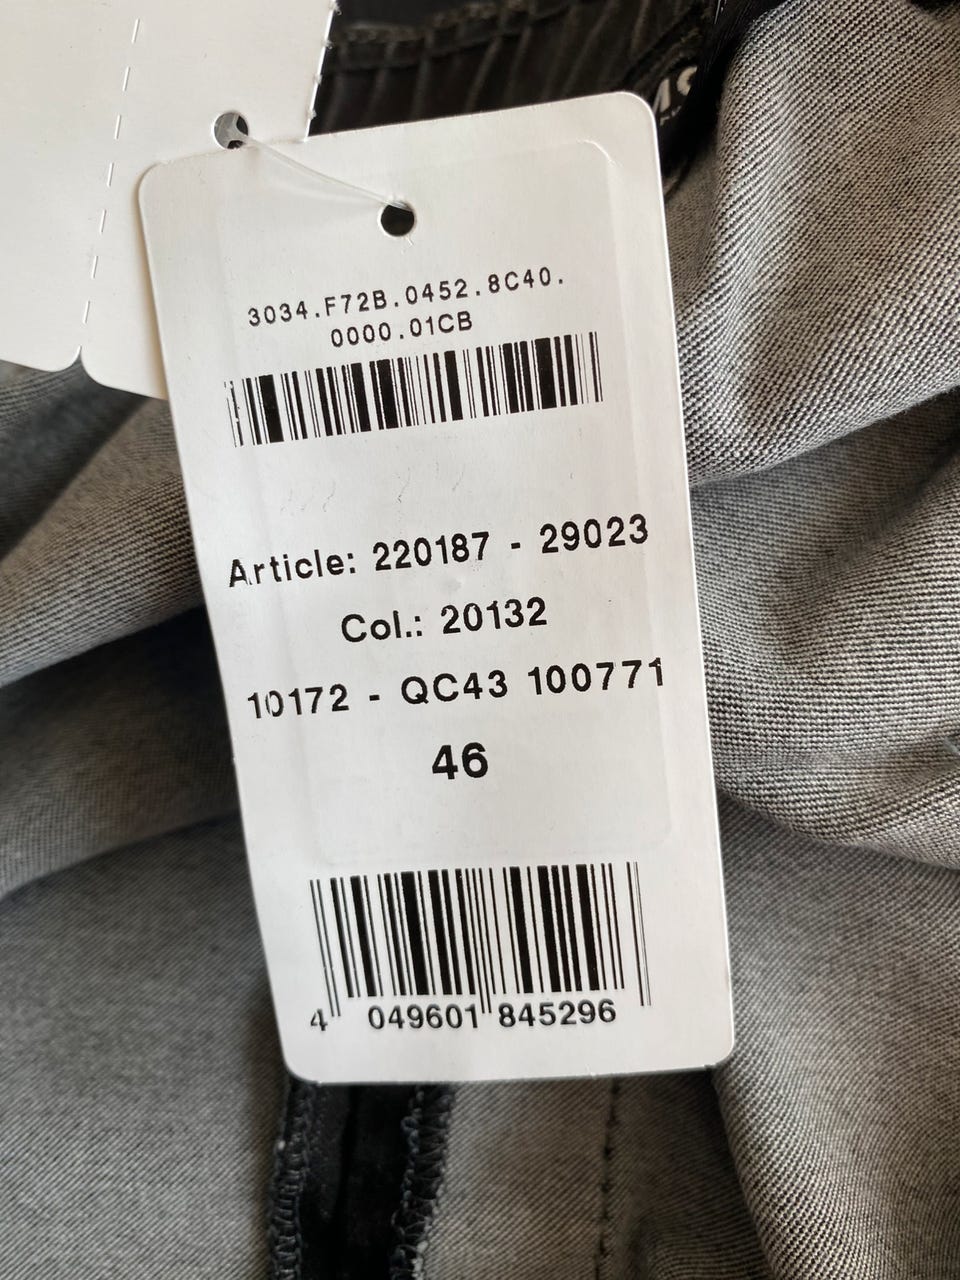 3034.F72B.0452.8C40.
0000.01CB
Article: 220187 - 29023
Col.: 20132
10172 - QC43 100771
46
4 049601 845296